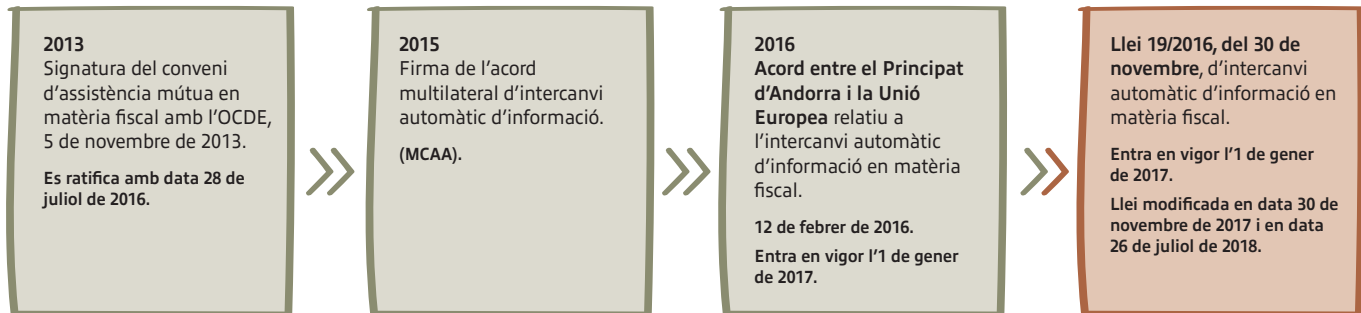 2013
Signatura del conveni
d'assistència mútua en
matèria fiscal amb l'OCDE,
5 de novembre de 2013.
Es ratifica amb data 28 de
juliol de 2016.
2015
Firma de l'acord
multilateral d'intercanvi
automàtic d'informació.
(MCAA).
2016
Acord entre el Principat
d'Andorra i la Unió
Europea relatiu a
l'intercanvi automàtic
d'informació en matèria
fiscal.
12 de febrer de 2016.
Entra en vigor l'1 de gener
de 2017.
Llei 19/2016, del 30 de
novembre, d'intercanvi
automàtic d'informació en
matèria fiscal.
Entra en vigor l'1 de gener
de 2017.
Llei modificada en data 30 de
novembre de 2017 i en data
26 de juliol de 2018.